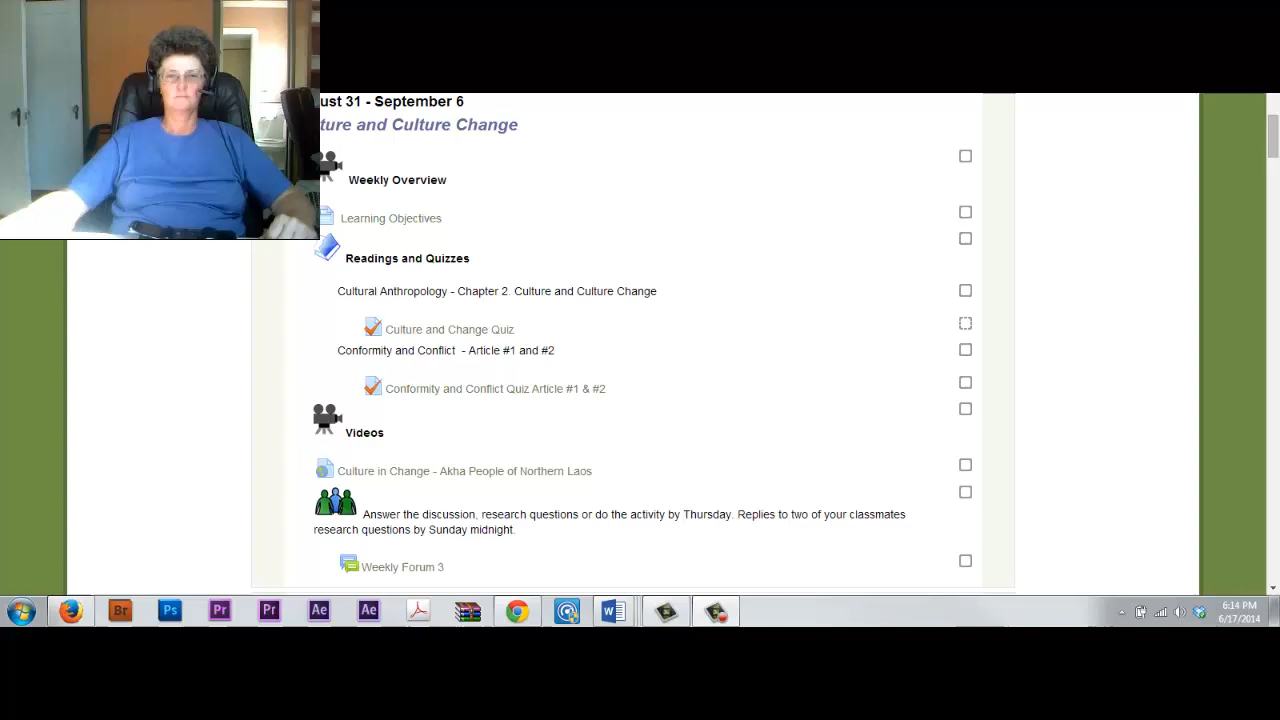 ust 31 - September 6
ture and Culture Change
Weekly Overview
Learning Objectives
Readings and Quizzes
Cultural Anthropology - Chapter 2. Culture and Culture Change
Culture and Change Quiz
Conformity and Conflict - Article #1 and #2
Conformity and Conflict Quiz Article #1 & #2
Videos
Culture in Change - Akha People of Northern Laos
Answer the discussion, research questions or do the activity by Thursday. Replies to two of your classmates
research questions by Sunday midnight.
Weekly Forum 3
Br Ps Pr Pr Ae Ae W
6:14 PM
6/17/2014